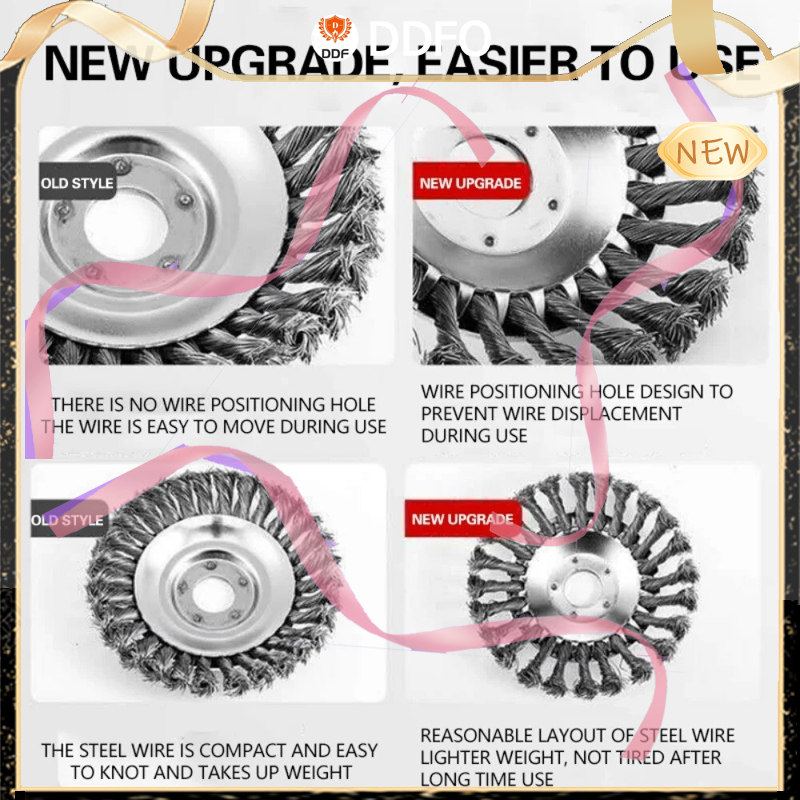 DDFO
DDF
NEW UPGRADE, EASIER TO USE
NEW
OLD STYLE
NEW UPGRADE
THERE IS NO WIRE POSITIONING HOLE
THE WIRE IS EASY TO MOVE DURING USE
WIRE POSITIONING HOLE DESIGN TO
PREVENT WIRE DISPLACEMENT
DURING USE
OLD STYLE
NEW UPGRADE
THE STEEL WIRE IS COMPACT AND EASY
TO KNOT AND TAKES UP WEIGHT
REASONABLE LAYOUT OF STEEL WIRE
LIGHTER WEIGHT, NOT TIRED AFTER
LONG TIME USE